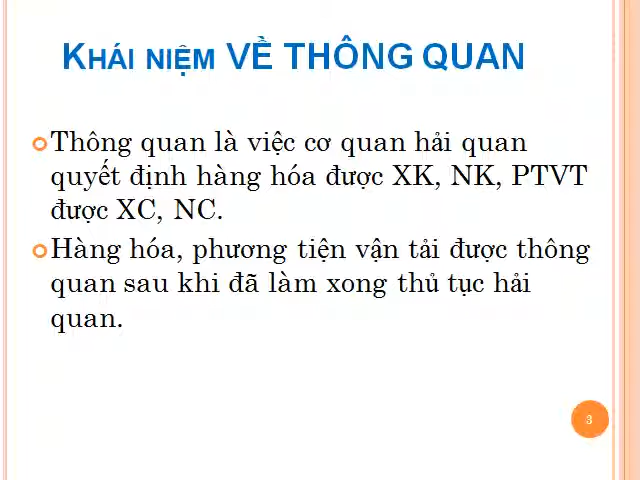 KHÁI NIỆM VỀ THÔNG QUAN
Thông quan là việc cơ quan hải quan
quyết định hàng hóa được XK, NK, PTVT
được XC, NC.
Hàng hóa, phương tiện vận tải được thông
quan sau khi đã làm xong thủ tục hải
quan.
3